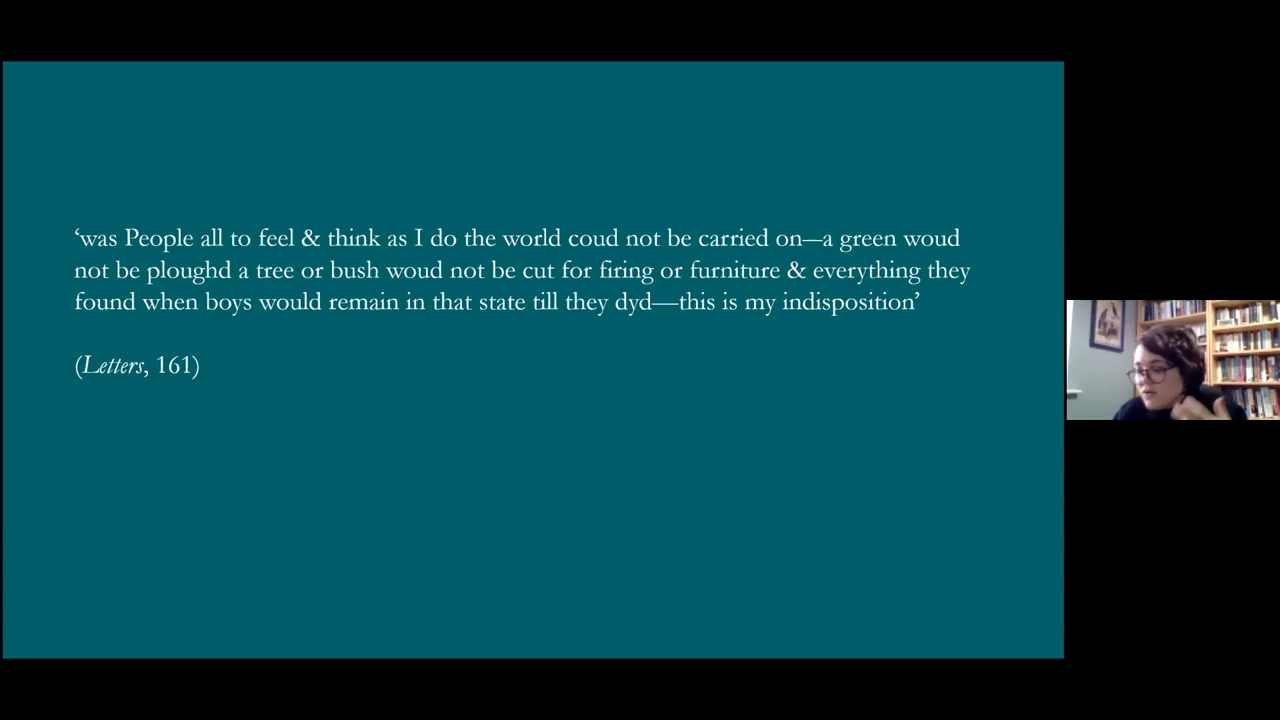 ‘was People all to feel & think as I do the world coud not be carried on—a green woud
not be ploughd a tree or bush woud not be cut for firing or furniture & everything they
found when boys would remain in that state till they dyd—this is my indisposition’
(Letters, 161)